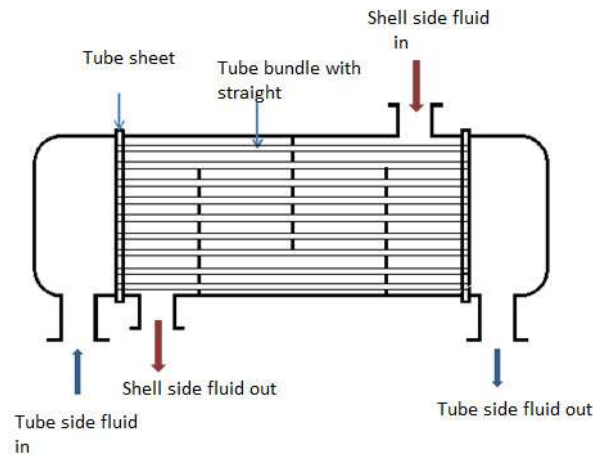 Shell side fluid
in
Tube sheet
Tube bundle with
straight
Shell side fluid out
Tube side fluid
in
Tube side fluid out